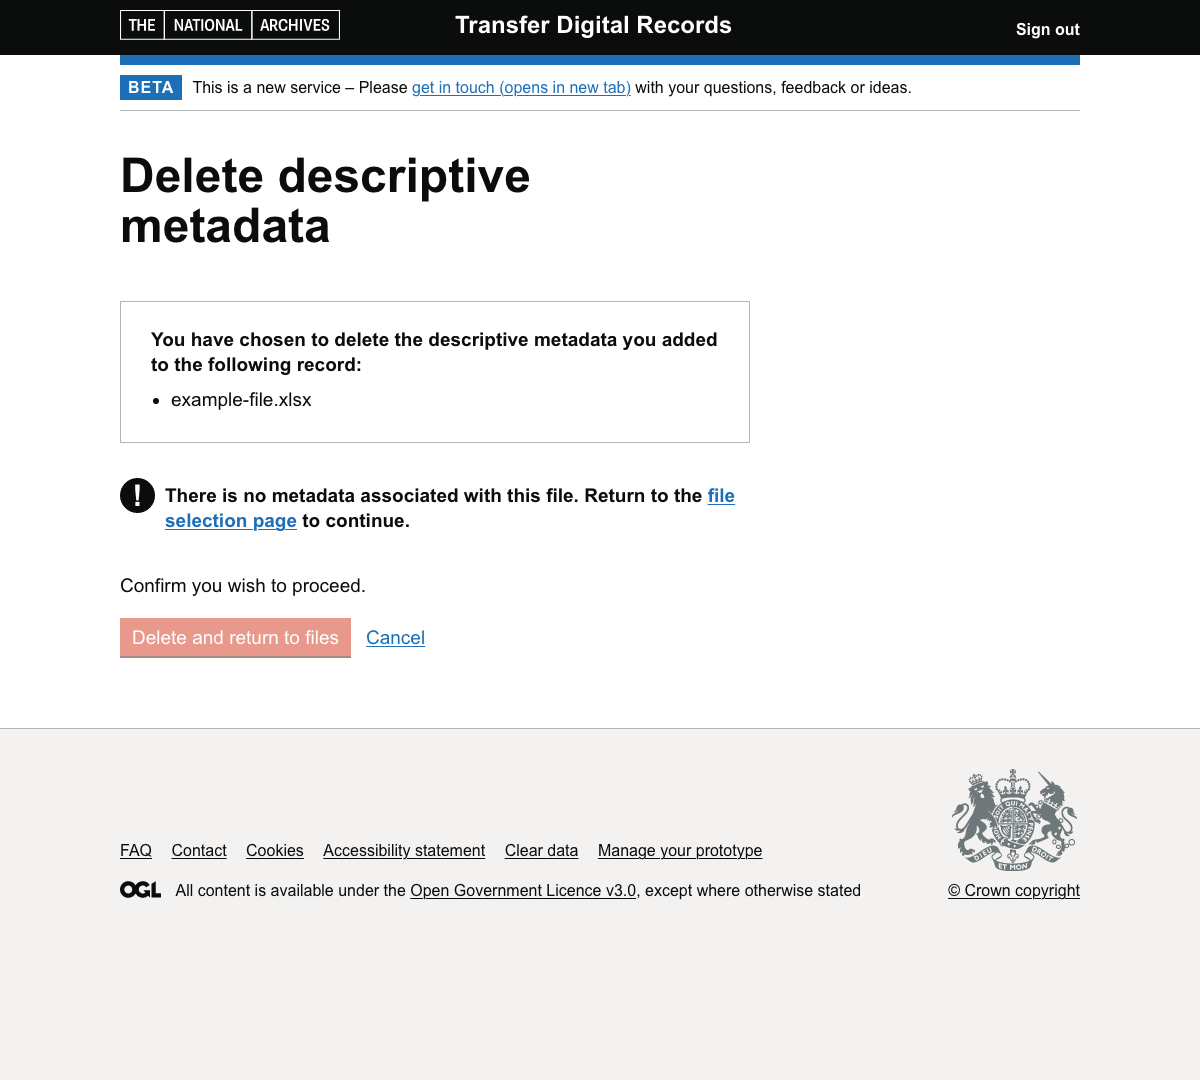 THE NATIONAL ARCHIVES
Transfer Digital Records
Sign out
BETA This is a new service – Please get in touch (opens in new tab) with your questions, feedback or ideas.
Delete descriptive
metadata
You have chosen to delete the descriptive metadata you added
to the following record:
• example-file.xlsx
! There is no metadata associated with this file. Return to the file
selection page to continue.
Confirm you wish to proceed.
Delete and return to files Cancel
FAQ Contact Cookies Accessibility statement Clear data Manage your prototype
OGL All content is available under the Open Government Licence v3.0, except where otherwise stated
DIEU ET MON DROIT
© Crown copyright